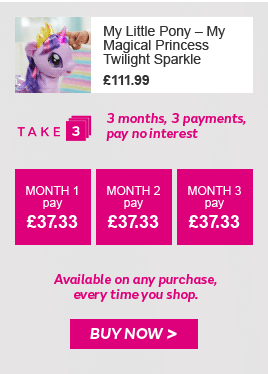 My Little Pony – My
Magical Princess
Twilight Sparkle
£111.99
TAKE 3
3 months, 3 payments,
pay no interest
MONTH 1
pay
£37.33
MONTH 2
pay
£37.33
MONTH 3
pay
£37.33
Available on any purchase,
every time you shop.
BUY NOW >